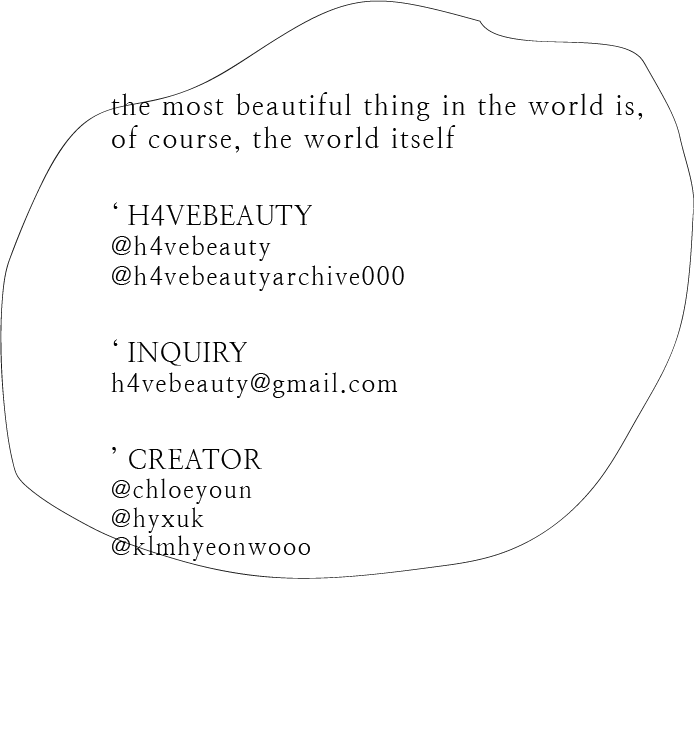 the most beautiful thing in the world is,
of course, the world itself
‘ H4VEBEAUTY
@h4vebeauty
@h4vebeautyarchive000
‘ INQUIRY
h4vebeauty@gmail.com
’ CREATOR
@chloeyoun
@hyxuk
@klmhyeonwooo